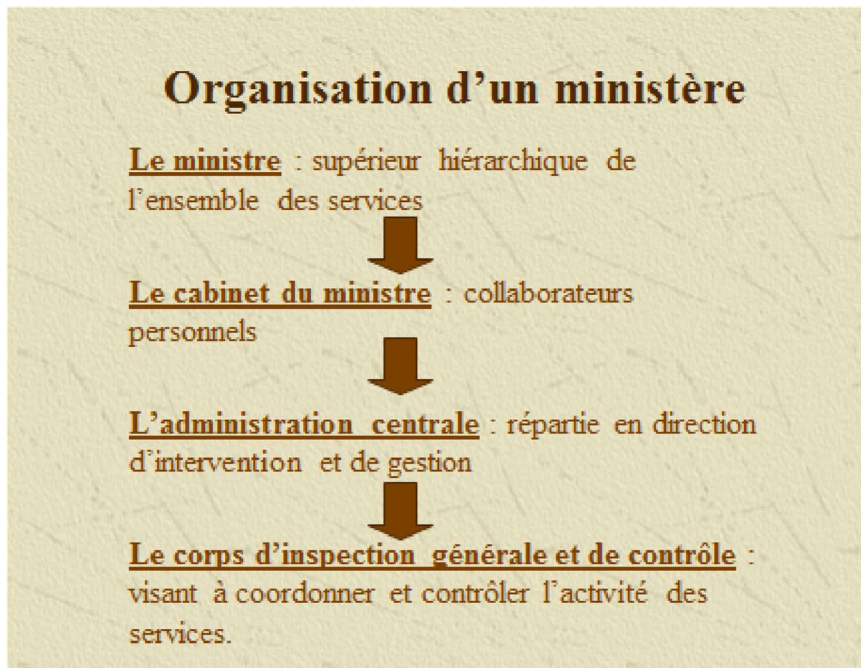 Organisation d’un ministère
Le ministre : supérieur hiérarchique de
l’ensemble des services
Le cabinet du ministre : collaborateurs
personnels
L’administration centrale : répartie en direction
d’intervention et de gestion
Le corps d’inspection générale et de contrôle :
visant à coordonner et contrôler l’activité des
services.